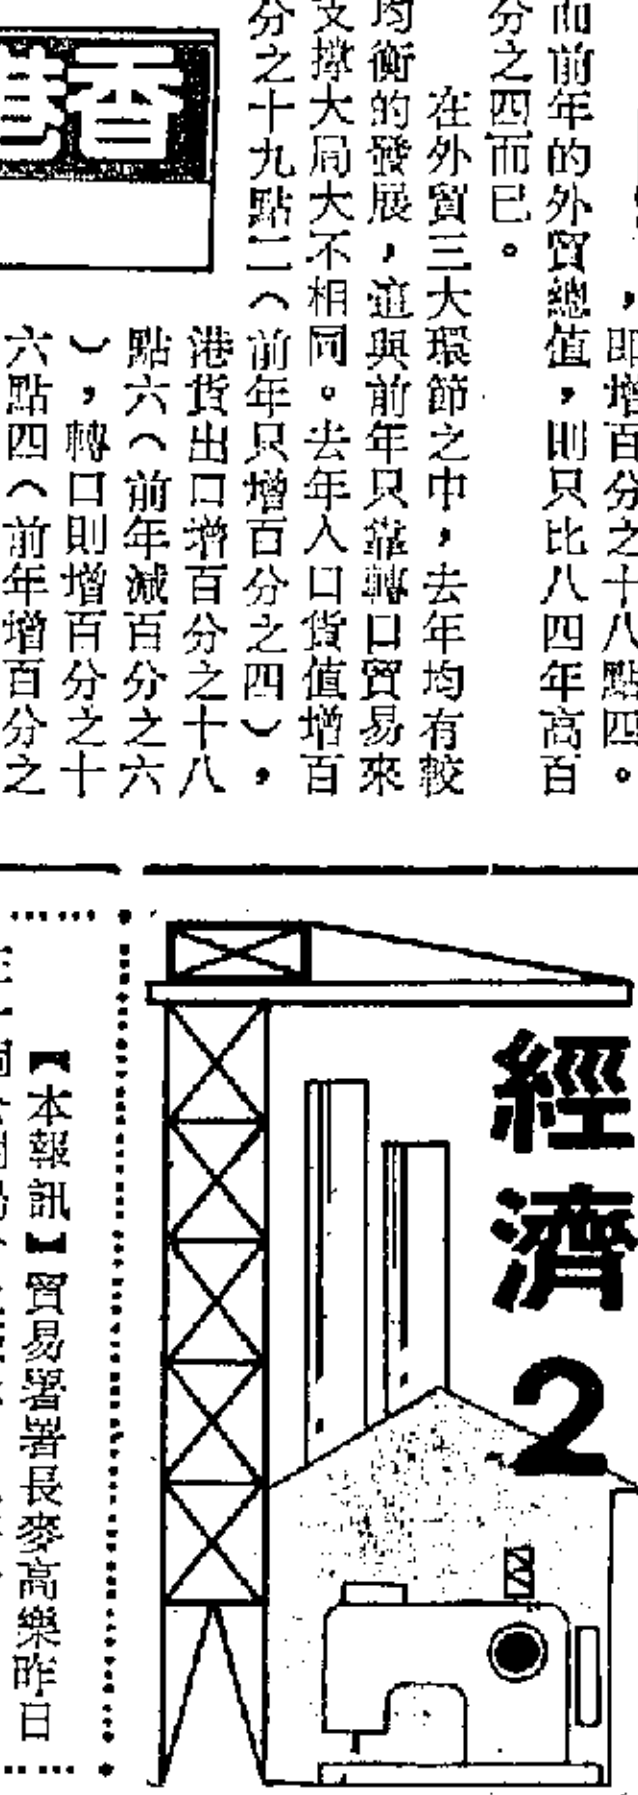 ，即增百分之十八點四。
而前年的外貿總值，則只比八四年高百
分之四而已。
在外貿三大環節之中，去年均有較
均衡的發展，這與前年只靠轉口貿易來
支撐大局大不相同。去年入口貨值增百
分之十九點二（前年只增百分之四），
港貨出口增百分之十八
點六（前年減百分之六
），轉口則增百分之十
六點四（前年增百分之
香港
經濟2
【本報訊】貿易署署長麥高樂昨日